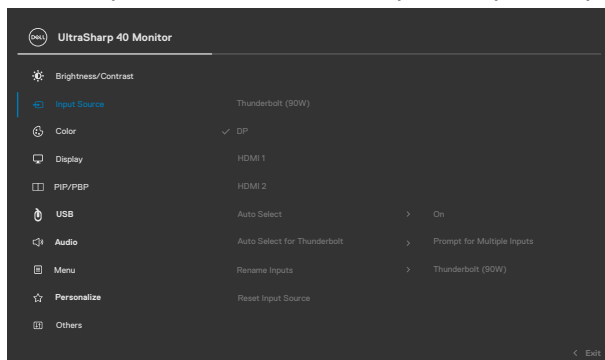 DELL UltraSharp 40 Monitor
Brightness/Contrast
Input Source Thunderbolt (90W)
Color ✓ DP
Display HDMI 1
PIP/PBP HDMI 2
USB Auto Select > On
Audio Auto Select for Thunderbolt > Prompt for Multiple Inputs
Menu Rename Inputs > Thunderbolt (90W)
Personalize Reset Input Source
Others
< Exit